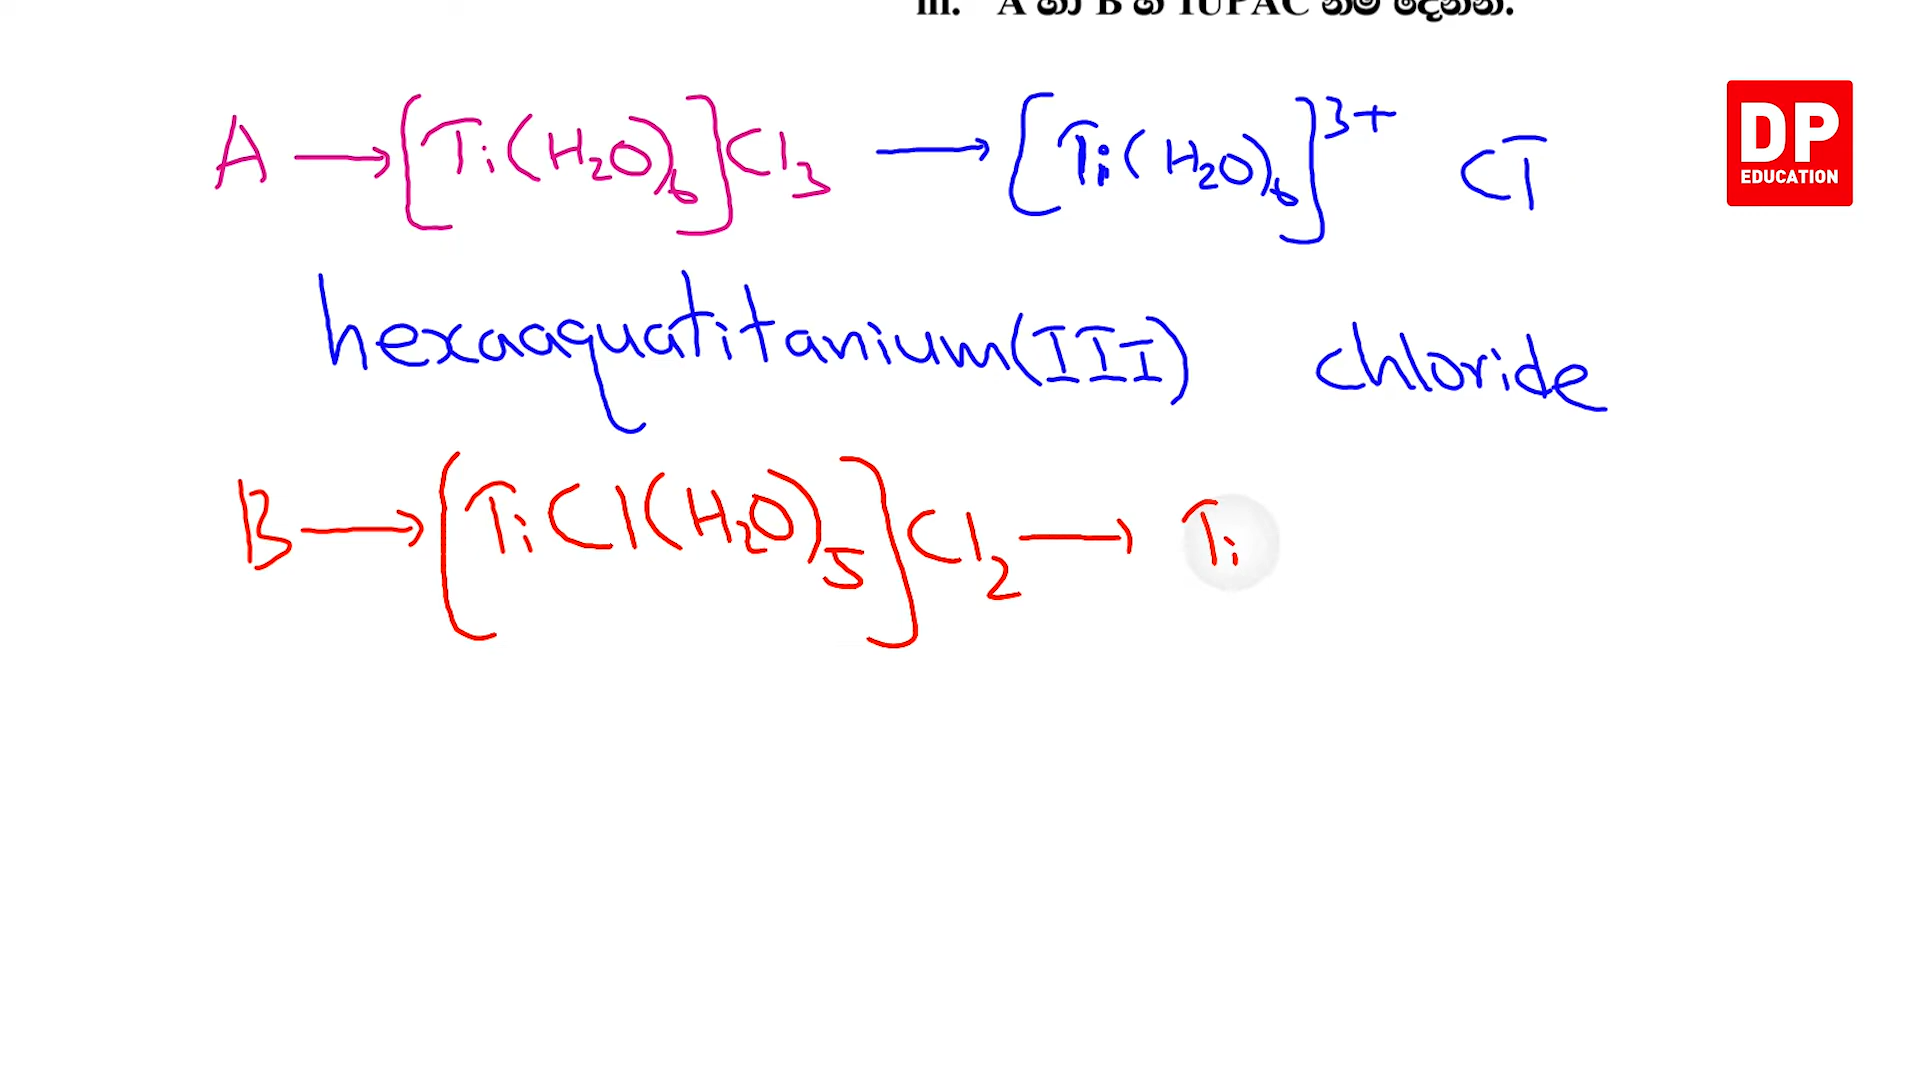 iii. A හා B හි IUPAC නම් දෙන්න.
DP
EDUCATION
A → [Ti(H₂O)₆]Cl₃ → [Ti(H₂O)₆]³⁺ Cl⁻
hexaaquatitanium(III) chloride
B → [TiCl(H₂O)₅]Cl₂ → Ti